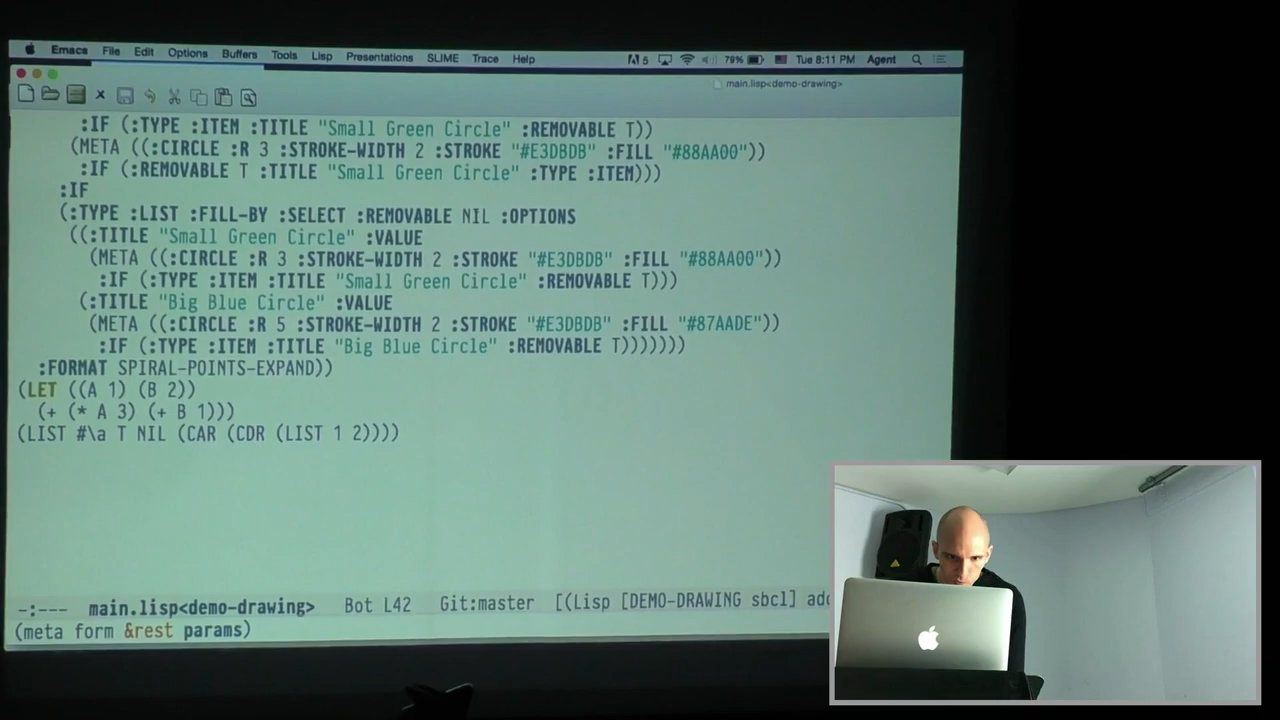 Emacs File Edit Options Buffers Tools Lisp Presentations SLIME Trace Help 5 79% Tue 8:11 PM Agent
main.lisp<demo-drawing>
:IF (:TYPE :ITEM :TITLE "Small Green Circle" :REMOVABLE T))
(META ((:CIRCLE :R 3 :STROKE-WIDTH 2 :STROKE "#E3DBDB" :FILL "#88AA00"))
:IF (:REMOVABLE T :TITLE "Small Green Circle" :TYPE :ITEM)))
:IF
(:TYPE :LIST :FILL-BY :SELECT :REMOVABLE NIL :OPTIONS
((:TITLE "Small Green Circle" :VALUE
(META ((:CIRCLE :R 3 :STROKE-WIDTH 2 :STROKE "#E3DBDB" :FILL "#88AA00"))
:IF (:TYPE :ITEM :TITLE "Small Green Circle" :REMOVABLE T)))
(:TITLE "Big Blue Circle" :VALUE
(META ((:CIRCLE :R 5 :STROKE-WIDTH 2 :STROKE "#E3DBDB" :FILL "#87AADE"))
:IF (:TYPE :ITEM :TITLE "Big Blue Circle" :REMOVABLE T)))))))
:FORMAT SPIRAL-POINTS-EXPAND))
(LET ((A 1) (B 2))
(+ (* A 3) (+ B 1)))
(LIST #\a T NIL (CAR (CDR (LIST 1 2))))
-:--- main.lisp<demo-drawing> Bot L42 Git:master [(Lisp [DEMO-DRAWING sbcl]
(meta form &rest params)